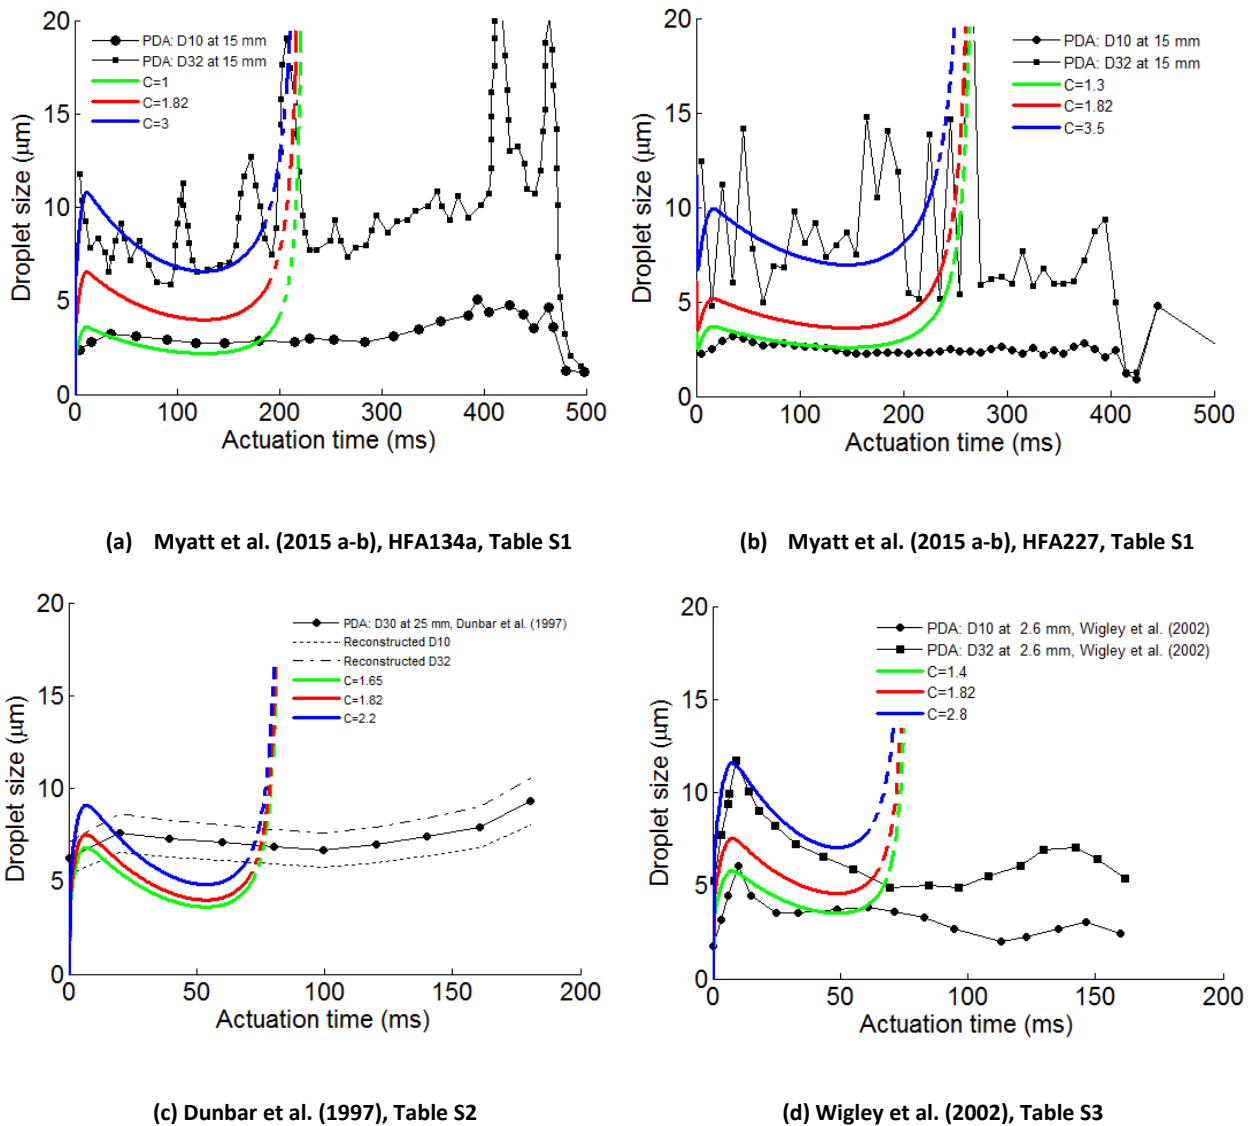 20
15
10
5
0
Droplet size (μm)
PDA: D10 at 15 mm
PDA: D32 at 15 mm
C=1
C=1.82
C=3
0 100 200 300 400 500
Actuation time (ms)
(a) Myatt et al. (2015 a-b), HFA134a, Table S1
20
15
10
5
0
Droplet size (μm)
PDA: D10 at 15 mm
PDA: D32 at 15 mm
C=1.3
C=1.82
C=3.5
0 100 200 300 400 500
Actuation time (ms)
(b) Myatt et al. (2015 a-b), HFA227, Table S1
20
15
10
5
0
Droplet size (μm)
PDA: D30 at 25 mm, Dunbar et al. (1997)
Reconstructed D10
Reconstructed D32
C=1.65
C=1.82
C=2.2
0 50 100 150 200
Actuation time (ms)
(c) Dunbar et al. (1997), Table S2
20
15
10
5
0
Droplet size (μm)
PDA: D10 at 2.6 mm, Wigley et al. (2002)
PDA: D32 at 2.6 mm, Wigley et al. (2002)
C=1.4
C=1.82
C=2.8
0 50 100 150 200
Actuation time (ms)
(d) Wigley et al. (2002), Table S3